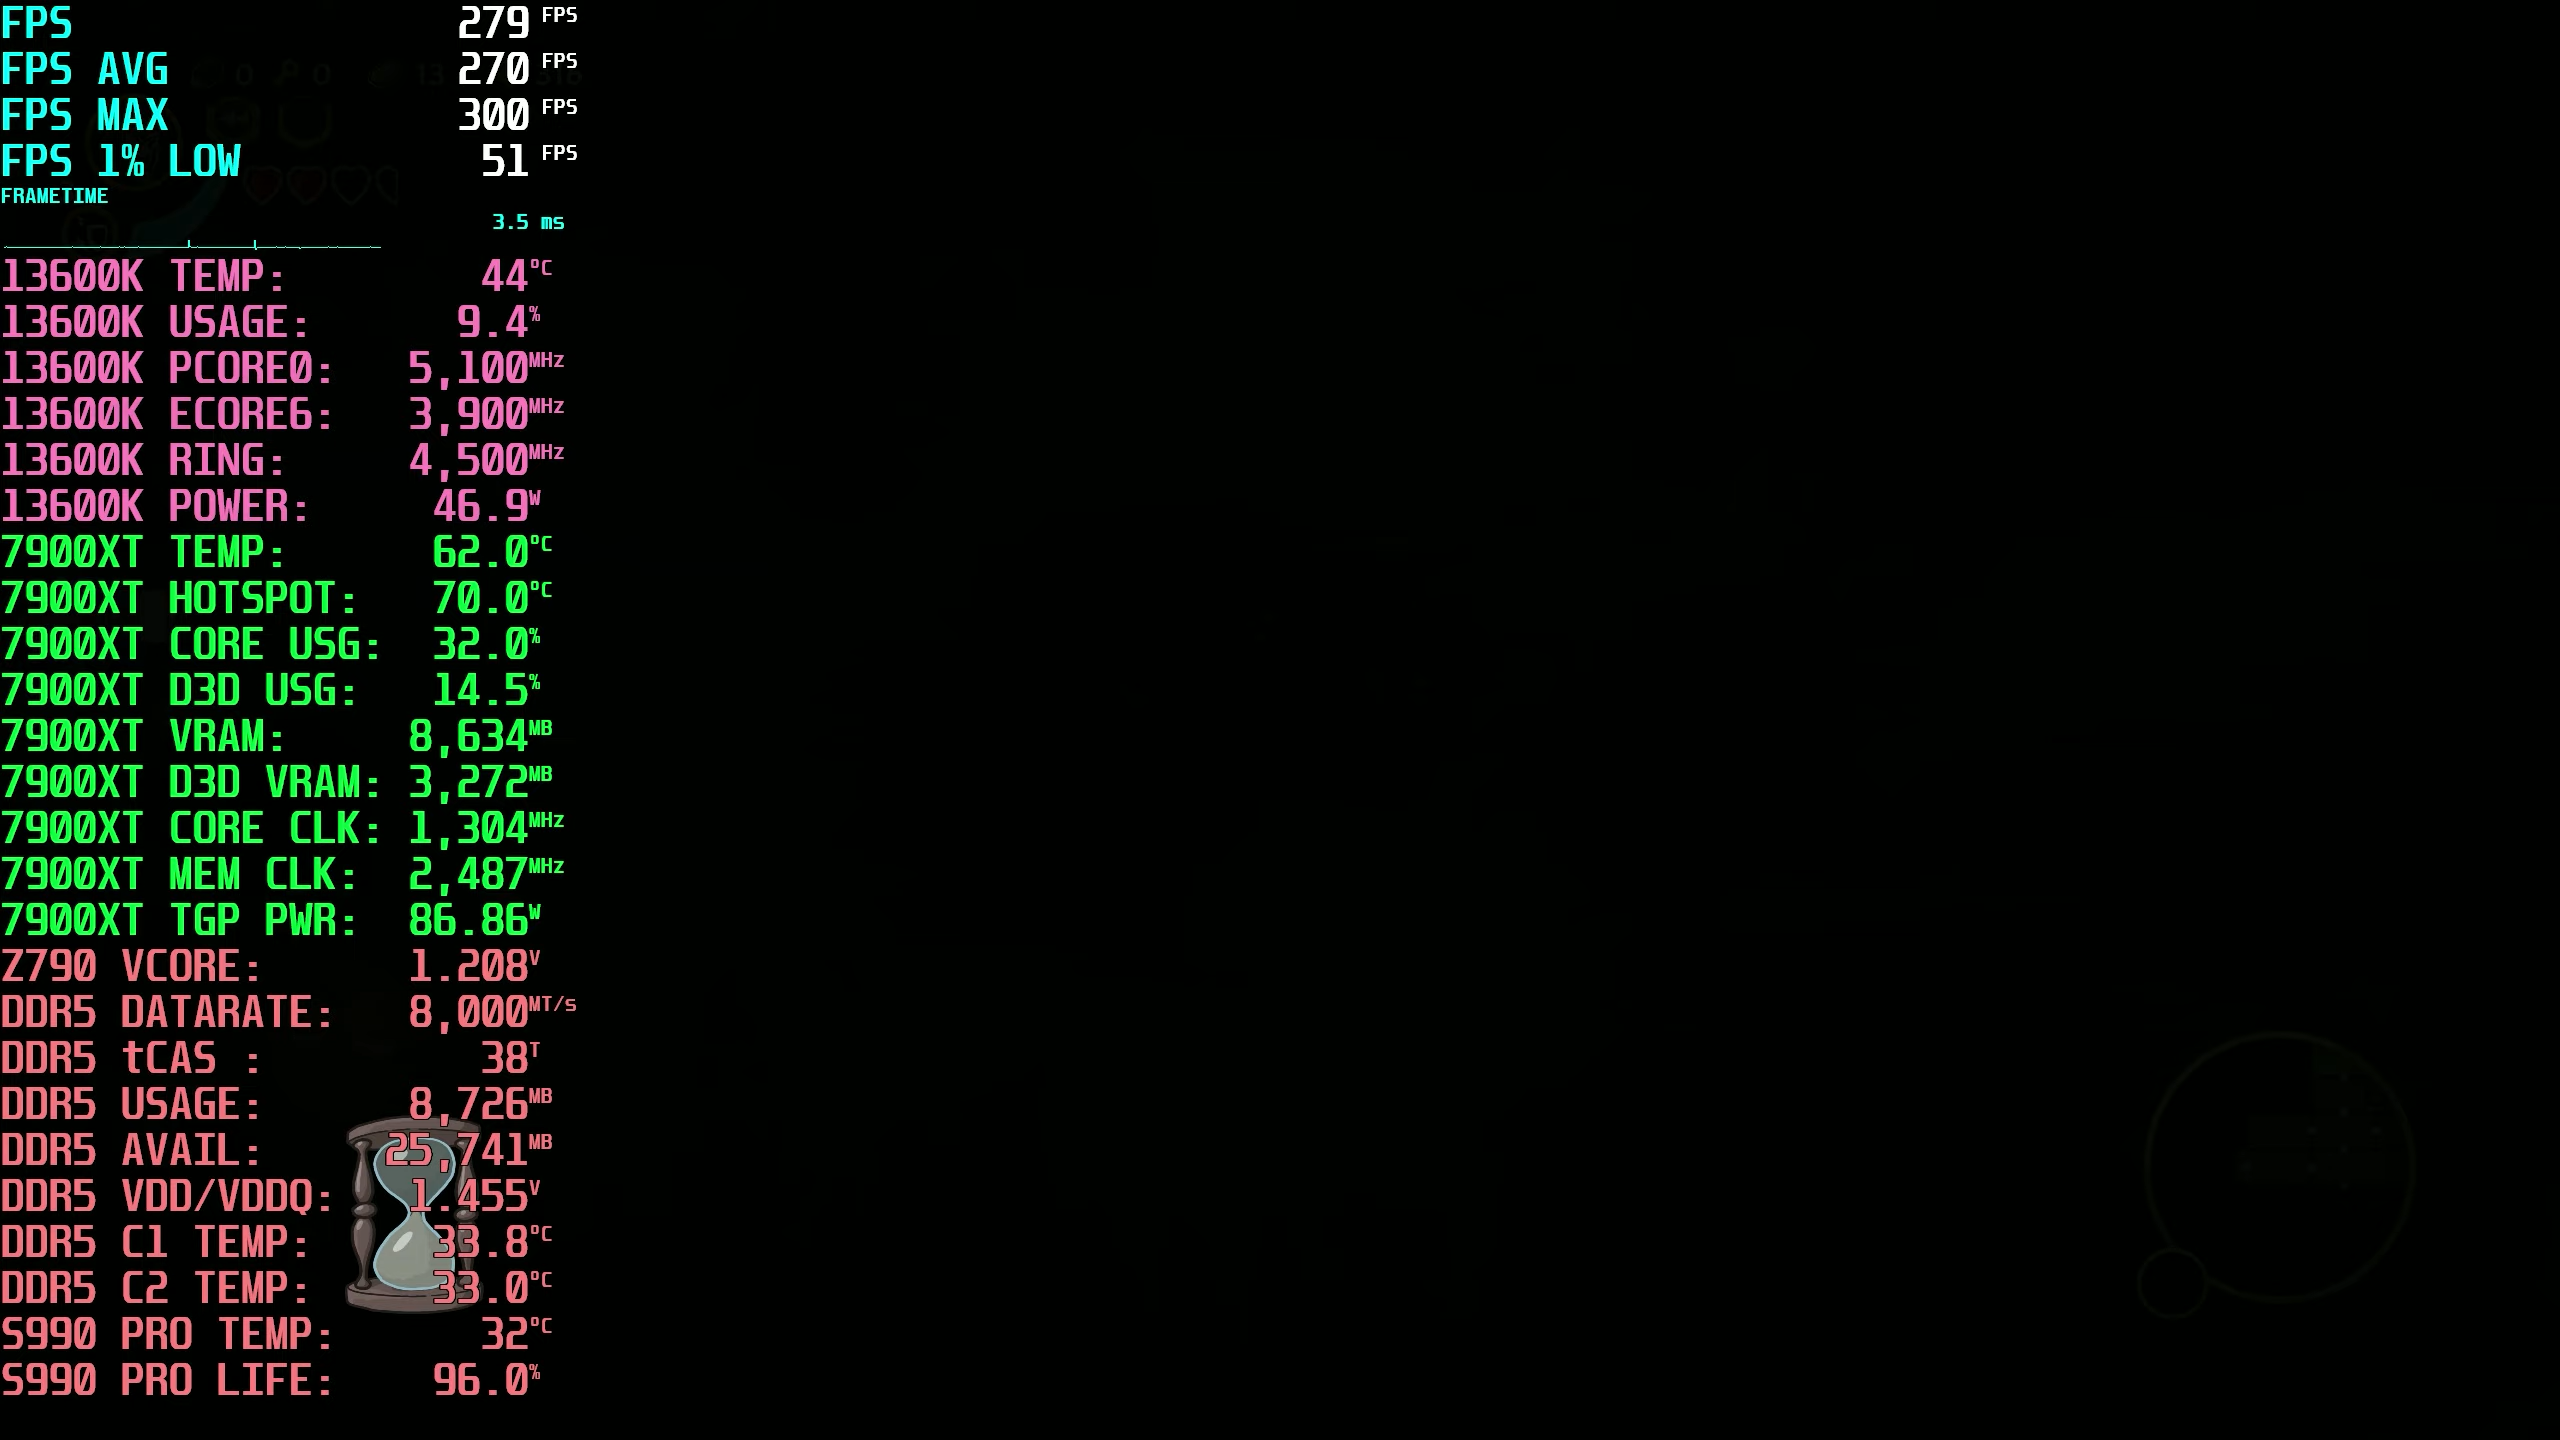 FPS 279 FPS
FPS AVG 270 FPS
FPS MAX 300 FPS
FPS 1% LOW 51 FPS
FRAMETIME
3.5 ms
13600K TEMP: 44°C
13600K USAGE: 9.4%
13600K PCORE0: 5,100MHz
13600K ECORE6: 3,900MHz
13600K RING: 4,500MHz
13600K POWER: 46.9W
7900XT TEMP: 62.0°C
7900XT HOTSPOT: 70.0°C
7900XT CORE USG: 32.0%
7900XT D3D USG: 14.5%
7900XT VRAM: 8,634MB
7900XT D3D VRAM: 3,272MB
7900XT CORE CLK: 1,304MHz
7900XT MEM CLK: 2,487MHz
7900XT TGP PWR: 86.86W
Z790 VCORE: 1.208V
DDR5 DATARATE: 8,000MT/s
DDR5 tCAS : 38T
DDR5 USAGE: 8,726MB
DDR5 AVAIL: 25,741MB
DDR5 VDD/VDDQ: 1.455V
DDR5 C1 TEMP: 33.8°C
DDR5 C2 TEMP: 33.0°C
S990 PRO TEMP: 32°C
S990 PRO LIFE: 96.0%